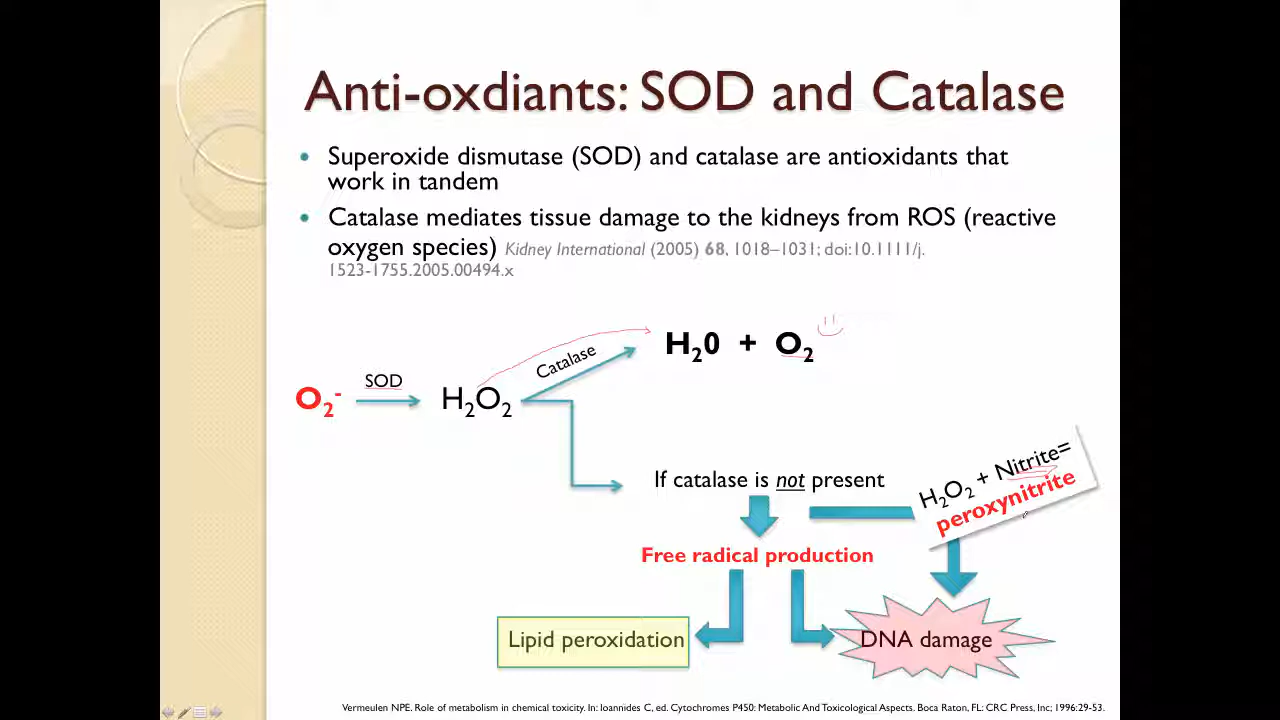 Anti-oxdiants: SOD and Catalase
• Superoxide dismutase (SOD) and catalase are antioxidants that
work in tandem
• Catalase mediates tissue damage to the kidneys from ROS (reactive
oxygen species) Kidney International (2005) 68, 1018–1031; doi:10.1111/j.
1523-1755.2005.00494.x
H₂0 + O₂
Catalase
SOD
O₂⁻
H₂O₂
If catalase is not present
H₂O₂ + Nitrite=
peroxynitrite
Free radical production
Lipid peroxidation
DNA damage
Vermeulen NPE. Role of metabolism in chemical toxicity. In: Ioannides C, ed. Cytochromes P450: Metabolic And Toxicological Aspects. Boca Raton, FL: CRC Press, Inc; 1996:29-53.